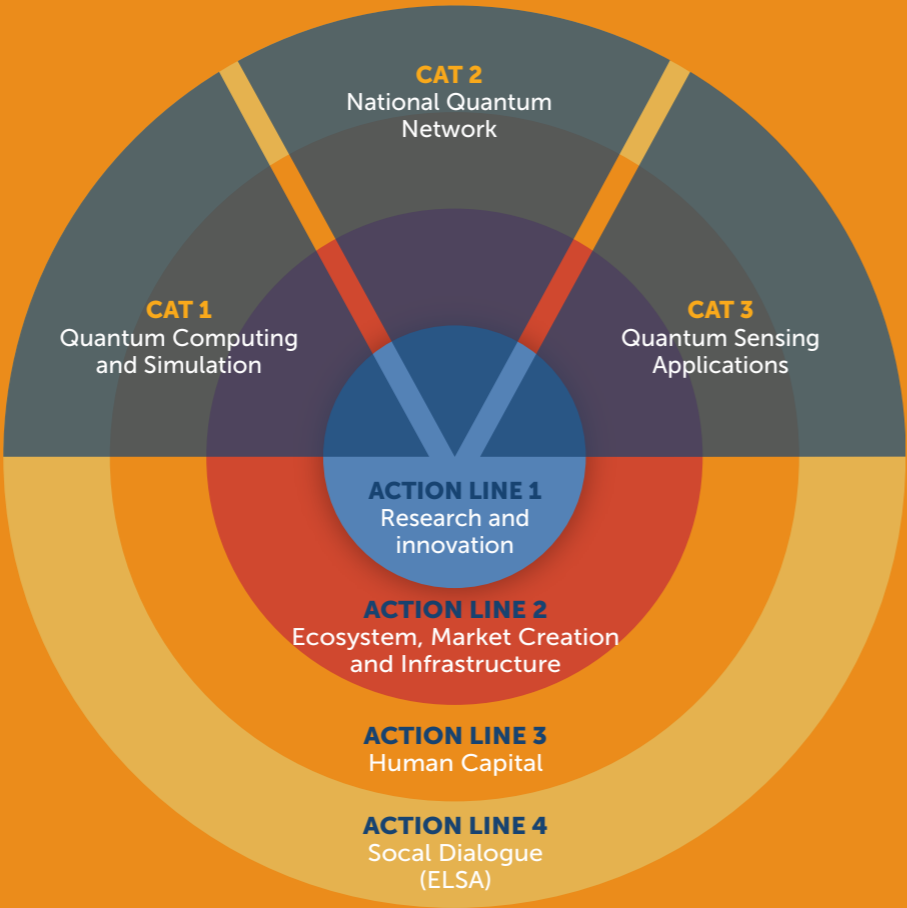 CAT 2
National Quantum
Network
CAT 1
Quantum Computing
and Simulation
CAT 3
Quantum Sensing
Applications
ACTION LINE 1
Research and
innovation
ACTION LINE 2
Ecosystem, Market Creation
and Infrastructure
ACTION LINE 3
Human Capital
ACTION LINE 4
Socal Dialogue
(ELSA)